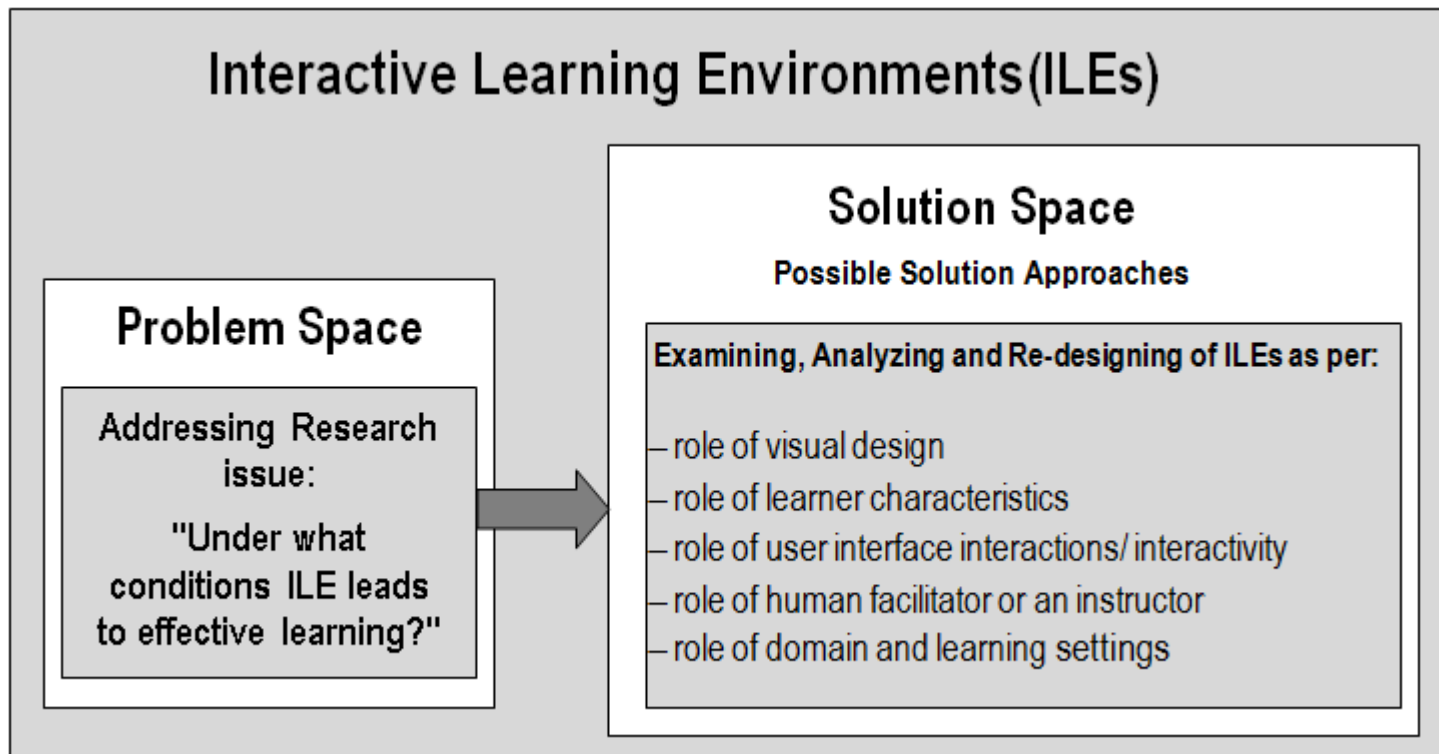 Interactive Learning Environments(ILEs)
Problem Space
Addressing Research
issue:
"Under what
conditions ILE leads
to effective learning?"
Solution Space
Possible Solution Approaches
Examining, Analyzing and Re-designing of ILEs as per:
– role of visual design
– role of learner characteristics
– role of user interface interactions/ interactivity
– role of human facilitator or an instructor
– role of domain and learning settings